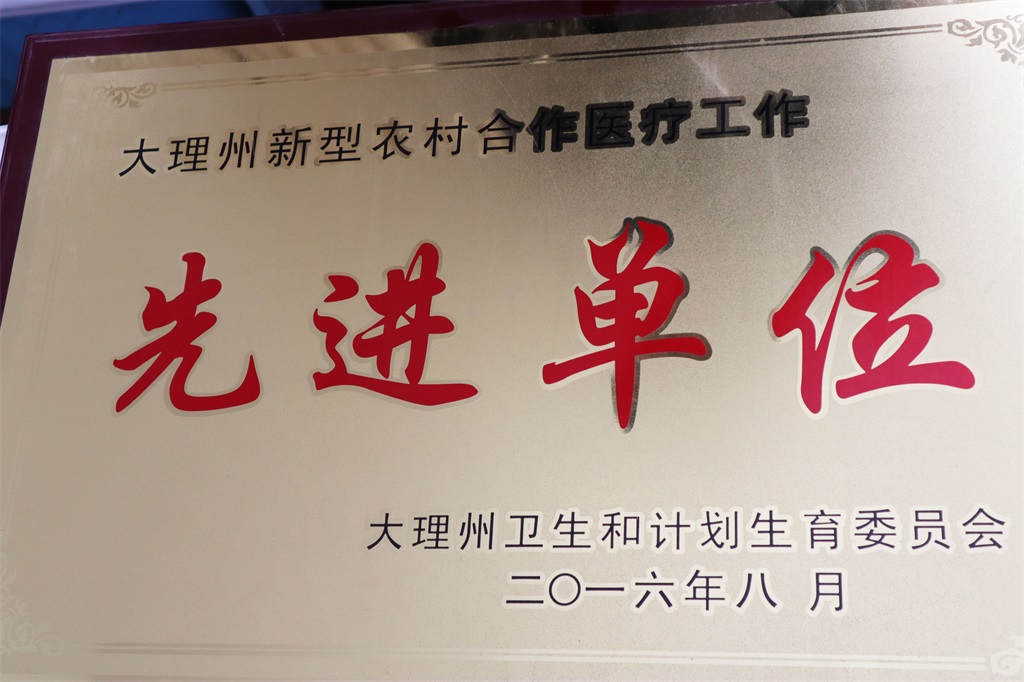 大理州新型农村合作医疗工作
先进单位
大理州卫生和计划生育委员会
二〇一六年八月